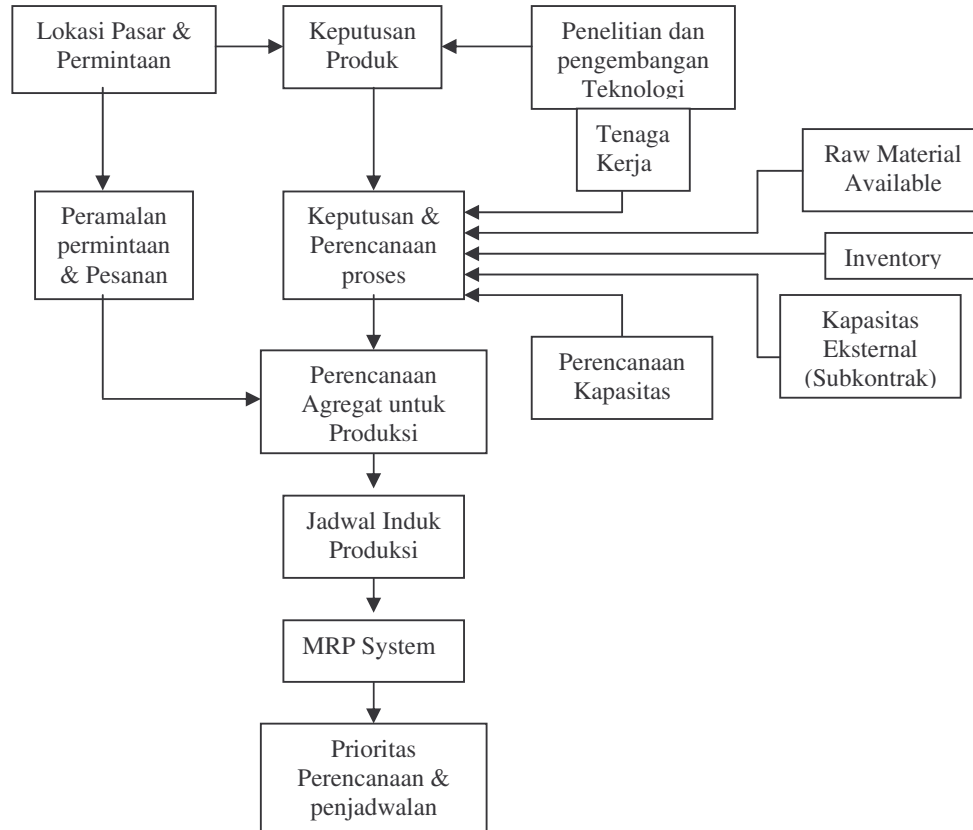 Lokasi Pasar &
Permintaan
Keputusan
Produk
Penelitian dan
pengembangan
Teknologi
Tenaga
Kerja
Raw Material
Available
Peramalan
permintaan
& Pesanan
Keputusan &
Perencanaan
proses
Inventory
Kapasitas
Eksternal
(Subkontrak)
Perencanaan
Kapasitas
Perencanaan
Agregat untuk
Produksi
Jadwal Induk
Produksi
MRP System
Prioritas
Perencanaan &
penjadwalan